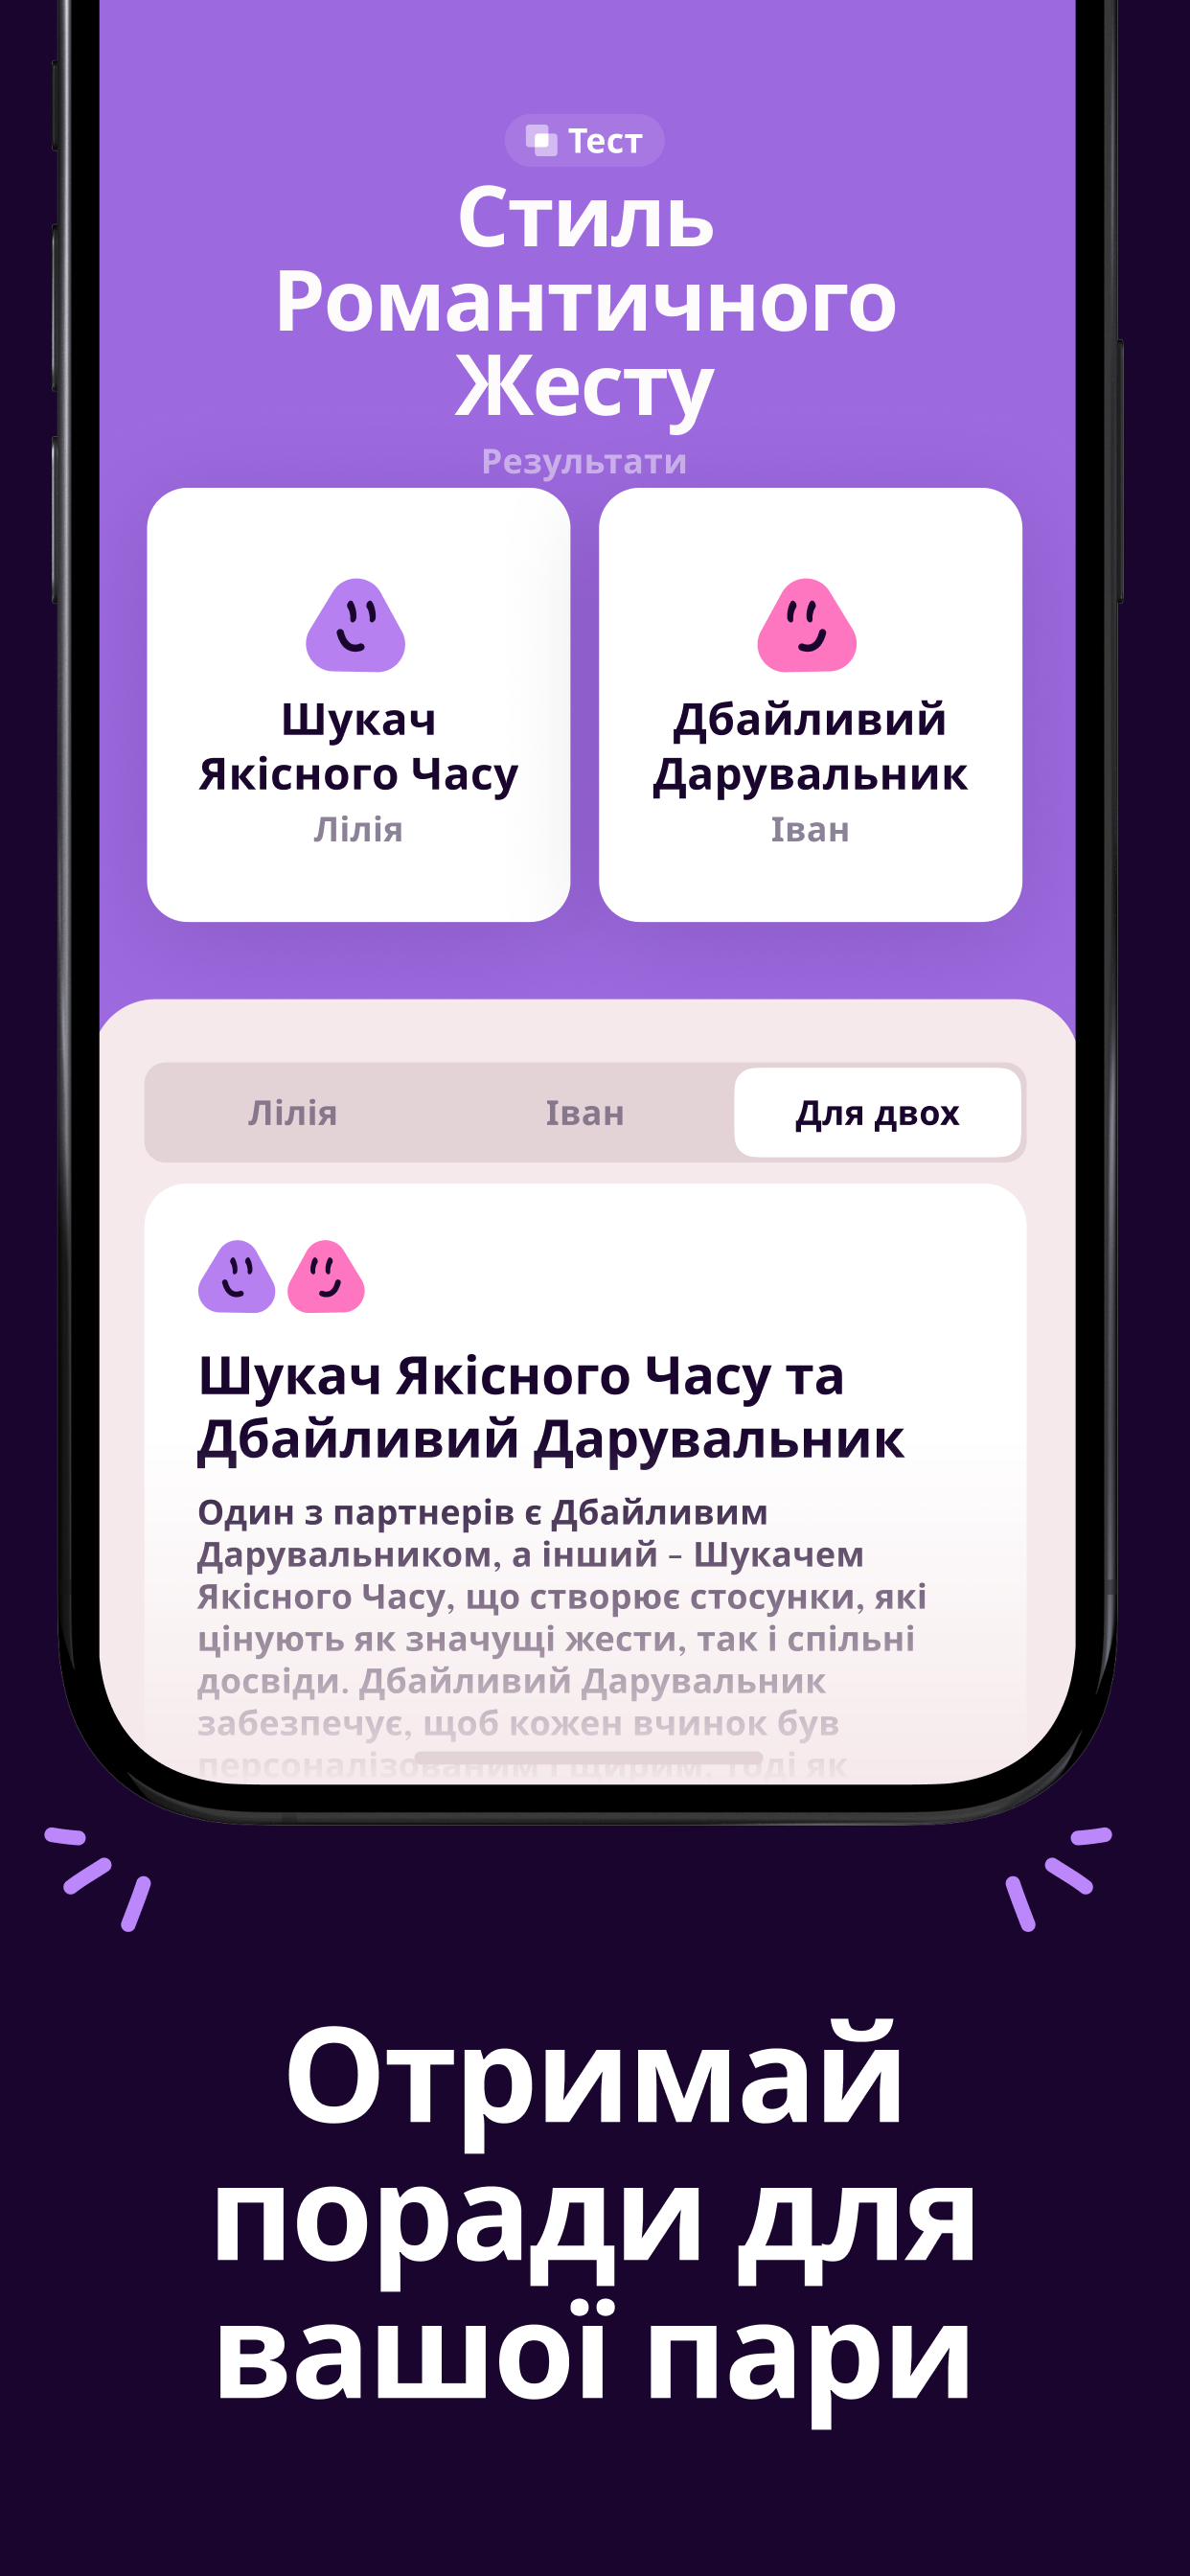 Тест
Стиль
Романтичного
Жесту
Результати
Шукач
Якісного Часу
Лілія
Дбайливий
Дарувальник
Іван
Лілія
Іван
Для двох
Шукач Якісного Часу та
Дбайливий Дарувальник
Один з партнерів є Дбайливим
Дарувальником, а інший – Шукачем
Якісного Часу, що створює стосунки, які
цінують як значущі жести, так і спільні
досвіди. Дбайливий Дарувальник
забезпечує, щоб кожен вчинок був
персоналізованим і щирим, тоді як
Отримай
поради для
вашої пари